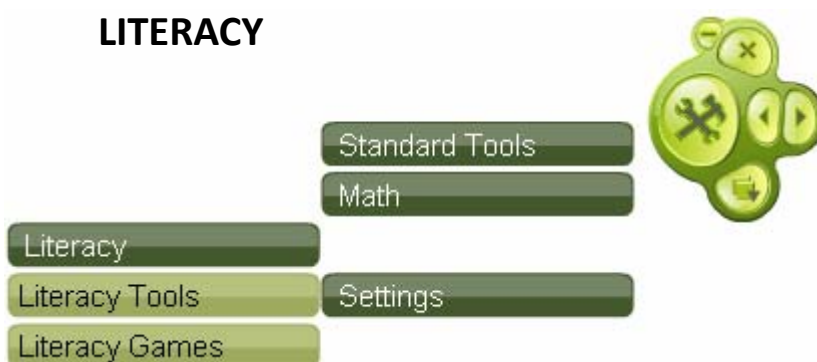 LITERACY
Standard Tools
Math
Literacy
Literacy Tools
Settings
Literacy Games